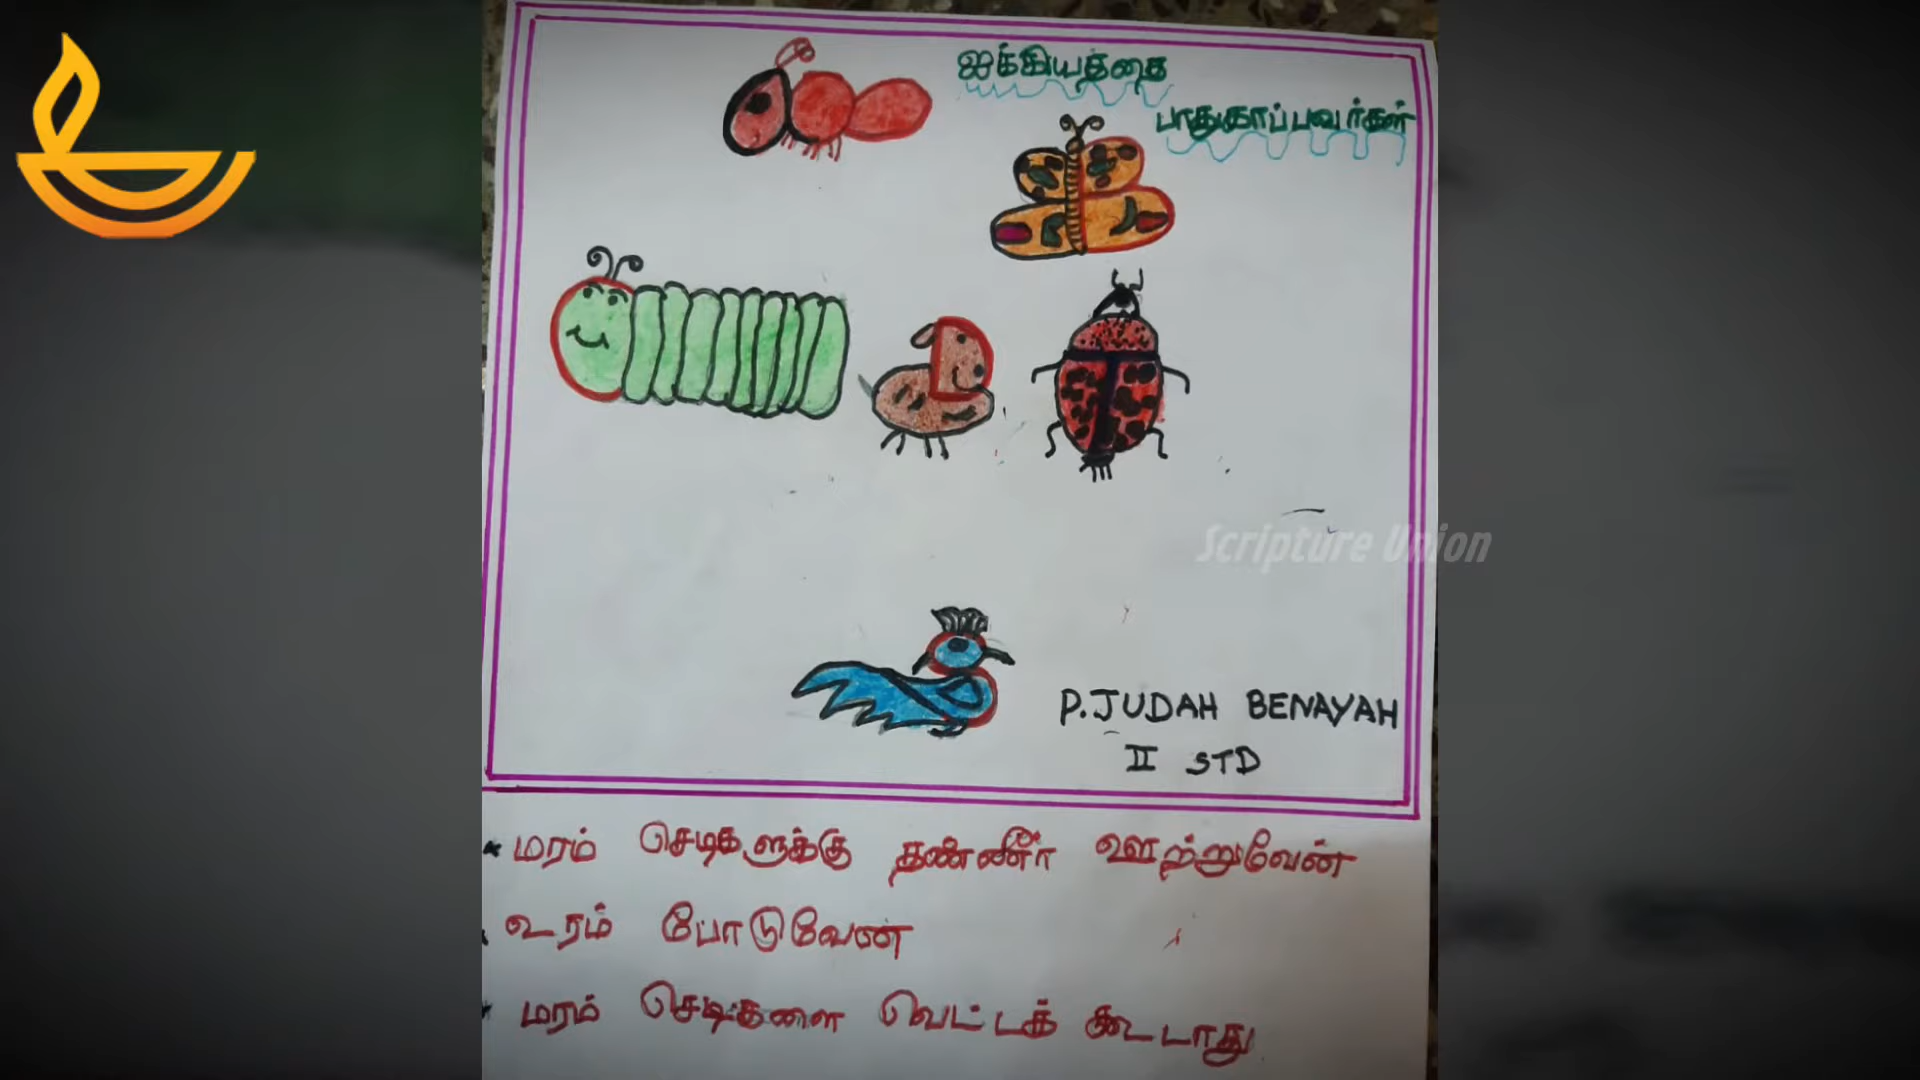 ஐக்கியத்தை
பாதுகாப்பவர்கள்
Scripture Union
P.JUDAH BENAYAH
II STD
* மரம் செடிகளுக்கு தண்ணீர் ஊற்றுவேன்
உரம் போடுவேன்
* மரம் செடிகளை வெட்டக் கூடாது